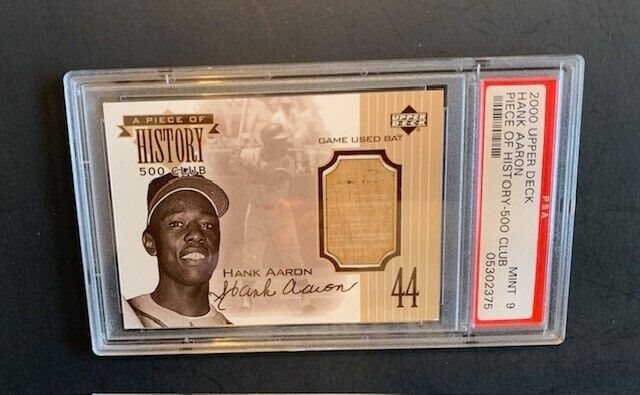 A PIECE OF
HISTORY
500 CLUB
UPPER
DECK
GAME USED BAT
HANK AARON
Hank Aaron
44
2000 UPPER DECK
HANK AARON
PIECE OF HISTORY-500 CLUB
MINT 9
05302375
PSA